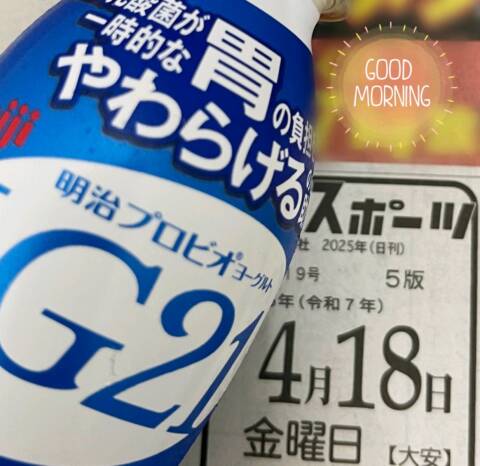 乳酸菌が
一時的な
胃の負担
やわらげる
明治プロビオヨーグルト
G21
GOOD
MORNING
スポーツ
社 2025年(日刊)
9号 5版
年(令和7年)
4月18日
金曜日【大安】